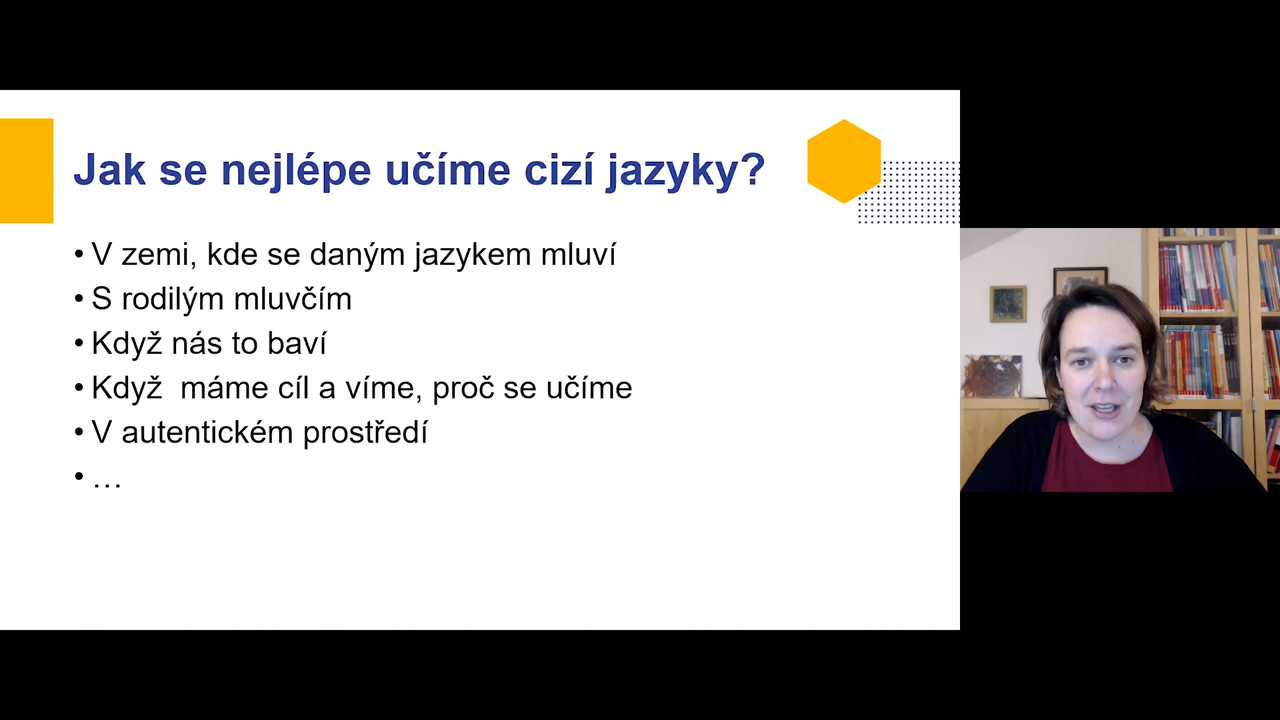 Jak se nejlépe učíme cizí jazyky?
• V zemi, kde se daným jazykem mluví
• S rodilým mluvčím
• Když nás to baví
• Když  máme cíl a víme, proč se učíme
• V autentickém prostředí
• …